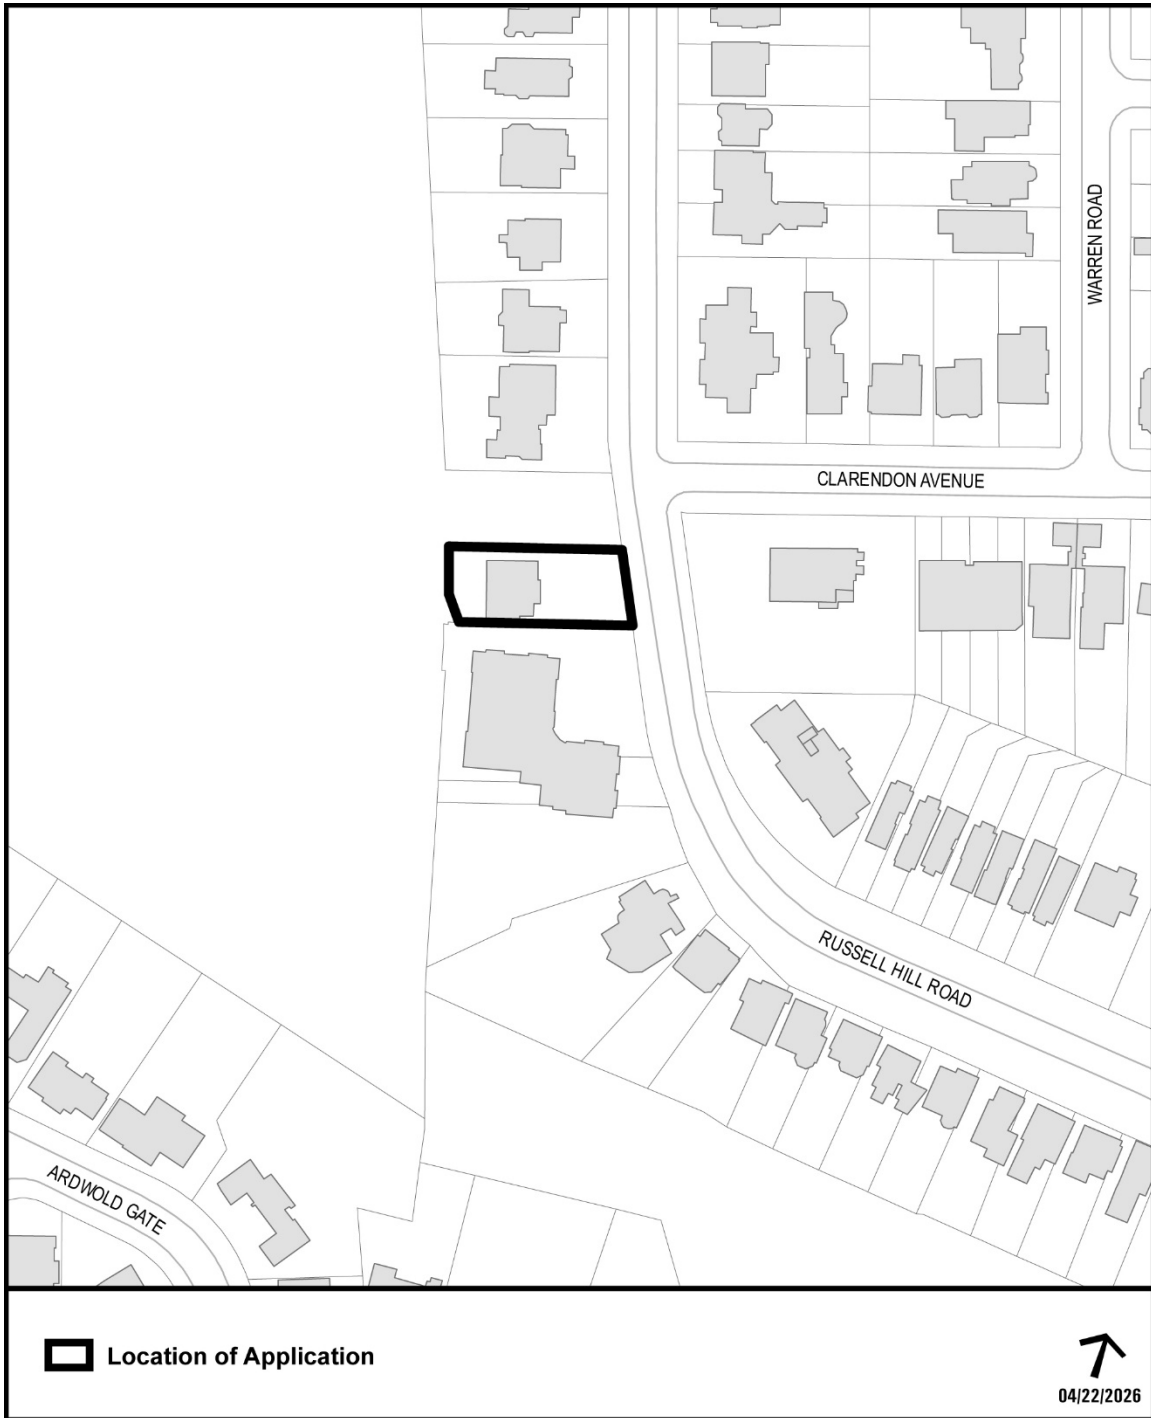 WARREN ROAD
CLARENDON AVENUE
RUSSELL HILL ROAD
ARDWOLD GATE
Location of Application
04/22/2026